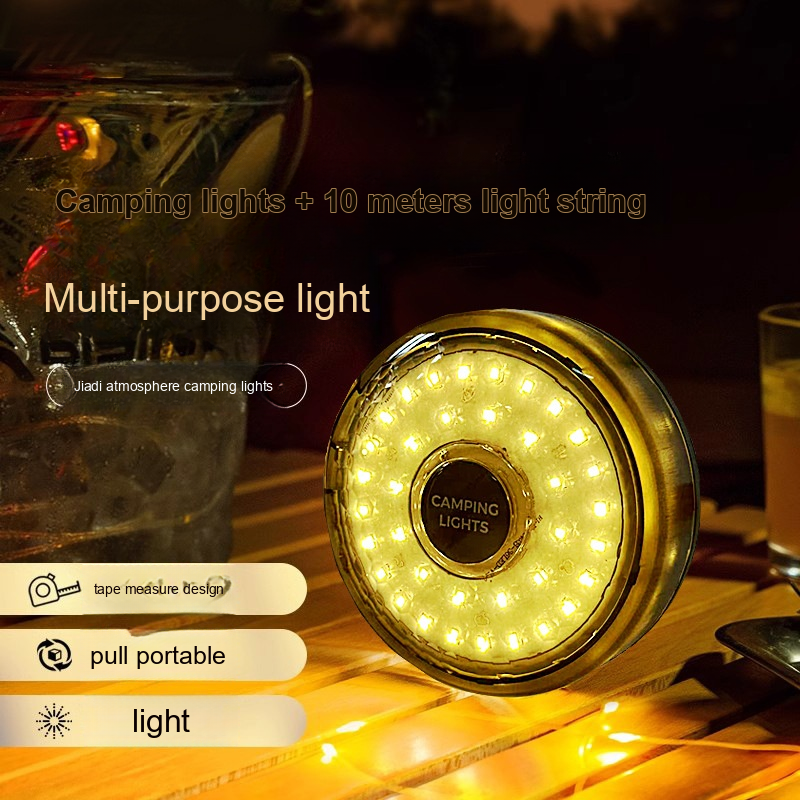 Camping lights + 10 meters light string
Multi-purpose light
Jiadi atmosphere camping lights
CAMPING
LIGHTS
tape measure design
pull portable
light